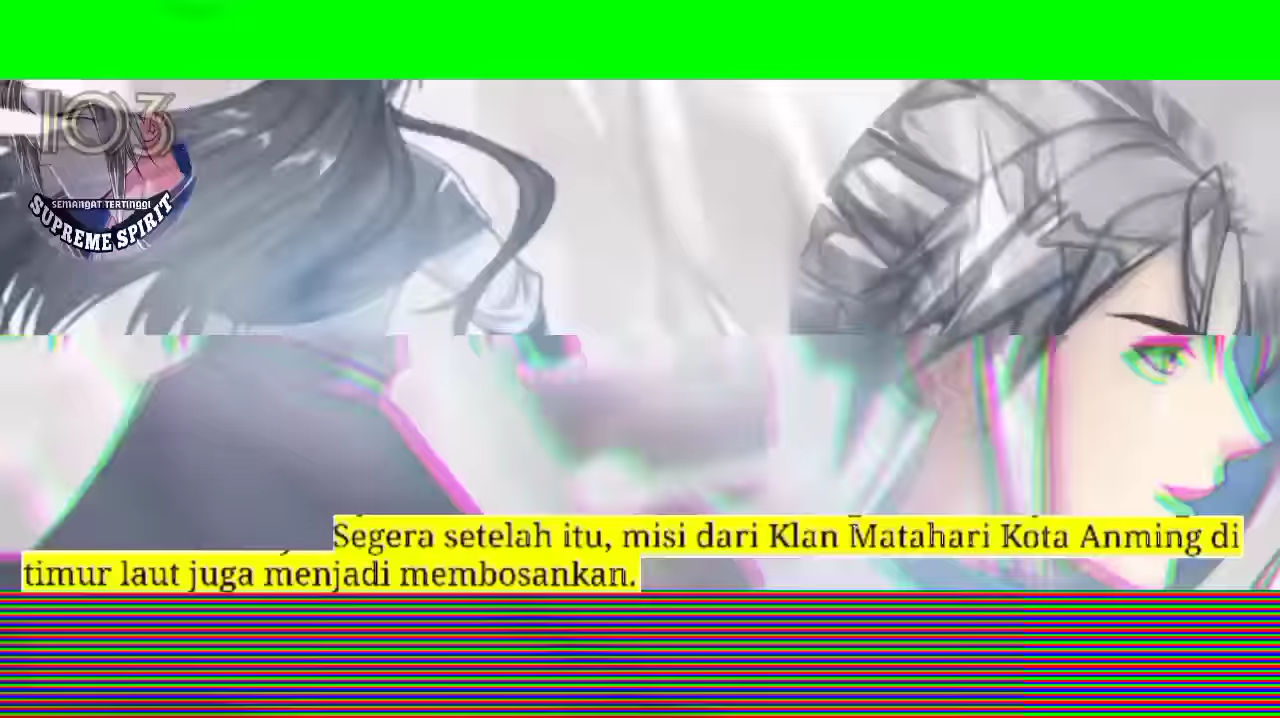 103
SEMANGAT TERTINGGI
SUPREME SPIRIT
Segera setelah itu, misi dari Klan Matahari Kota Anming di
timur laut juga menjadi membosankan.